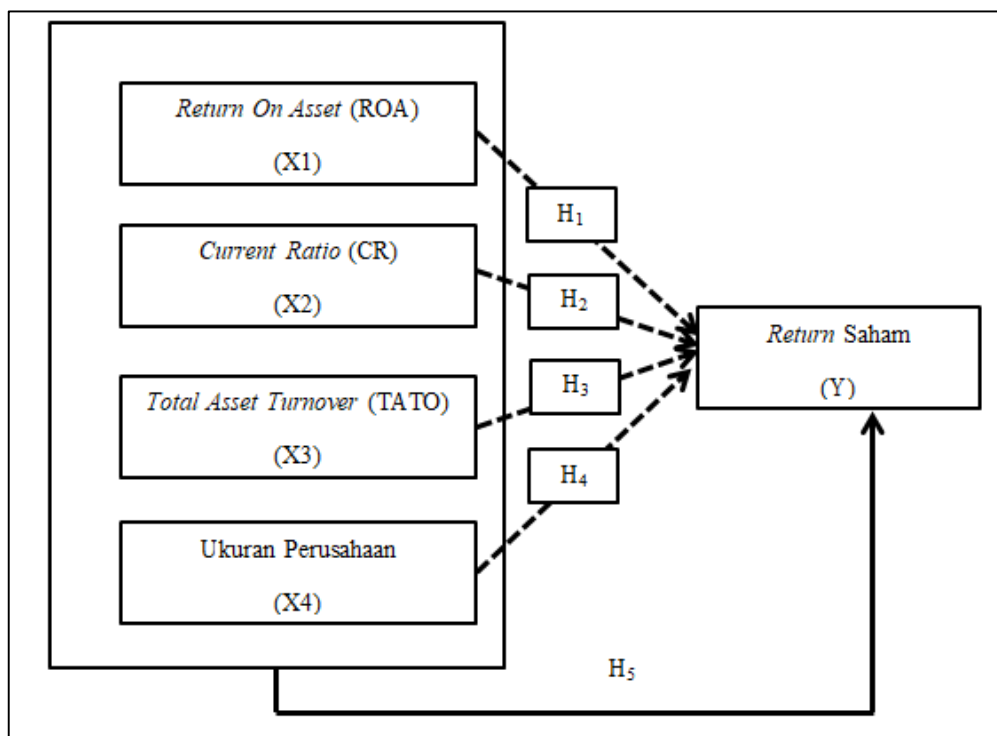 Return On Asset (ROA)
(X1)
H₁
Current Ratio (CR)
(X2)
H₂
Return Saham
(Y)
Total Asset Turnover (TATO)
(X3)
H₃
H₄
Ukuran Perusahaan
(X4)
H₅